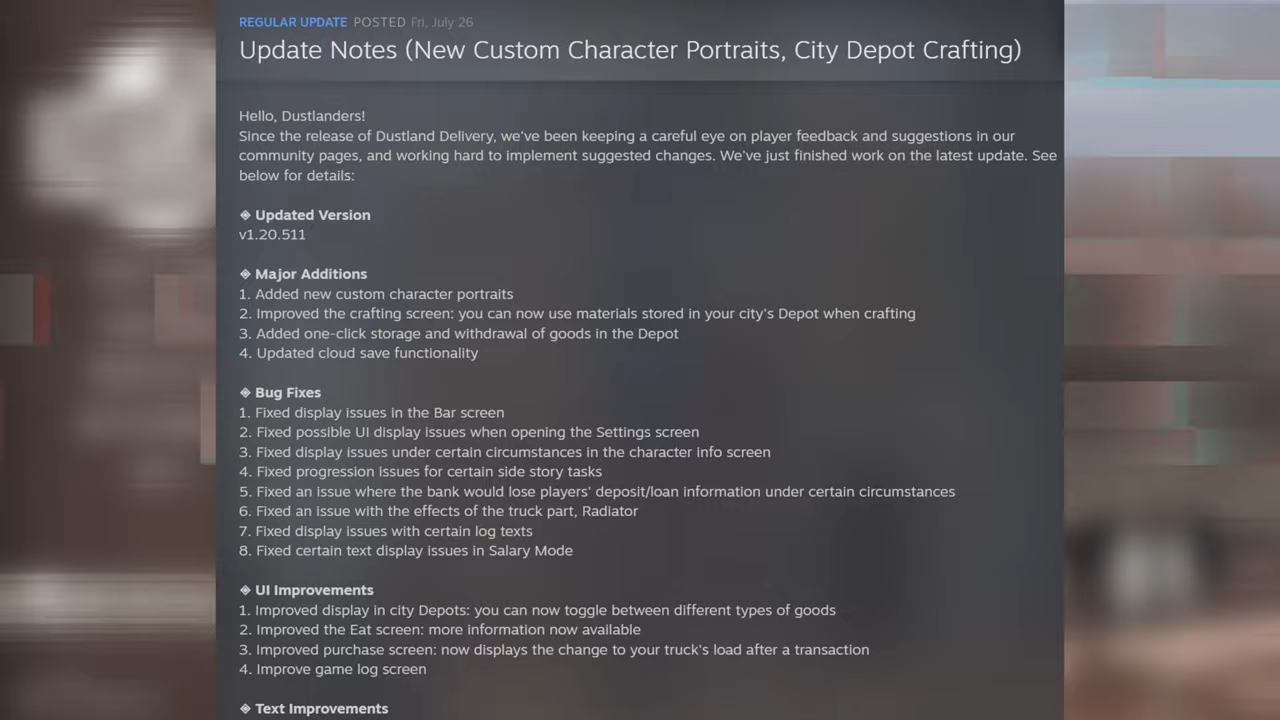 REGULAR UPDATE POSTED Fri, July 26
Update Notes (New Custom Character Portraits, City Depot Crafting)
Hello, Dustlanders!
Since the release of Dustland Delivery, we've been keeping a careful eye on player feedback and suggestions in our
community pages, and working hard to implement suggested changes. We've just finished work on the latest update. See
below for details:
◈ Updated Version
v1.20.511
◈ Major Additions
1. Added new custom character portraits
2. Improved the crafting screen: you can now use materials stored in your city's Depot when crafting
3. Added one-click storage and withdrawal of goods in the Depot
4. Updated cloud save functionality
◈ Bug Fixes
1. Fixed display issues in the Bar screen
2. Fixed possible UI display issues when opening the Settings screen
3. Fixed display issues under certain circumstances in the character info screen
4. Fixed progression issues for certain side story tasks
5. Fixed an issue where the bank would lose players' deposit/loan information under certain circumstances
6. Fixed an issue with the effects of the truck part, Radiator
7. Fixed display issues with certain log texts
8. Fixed certain text display issues in Salary Mode
◈ UI Improvements
1. Improved display in city Depots: you can now toggle between different types of goods
2. Improved the Eat screen: more information now available
3. Improved purchase screen: now displays the change to your truck's load after a transaction
4. Improve game log screen
◈ Text Improvements